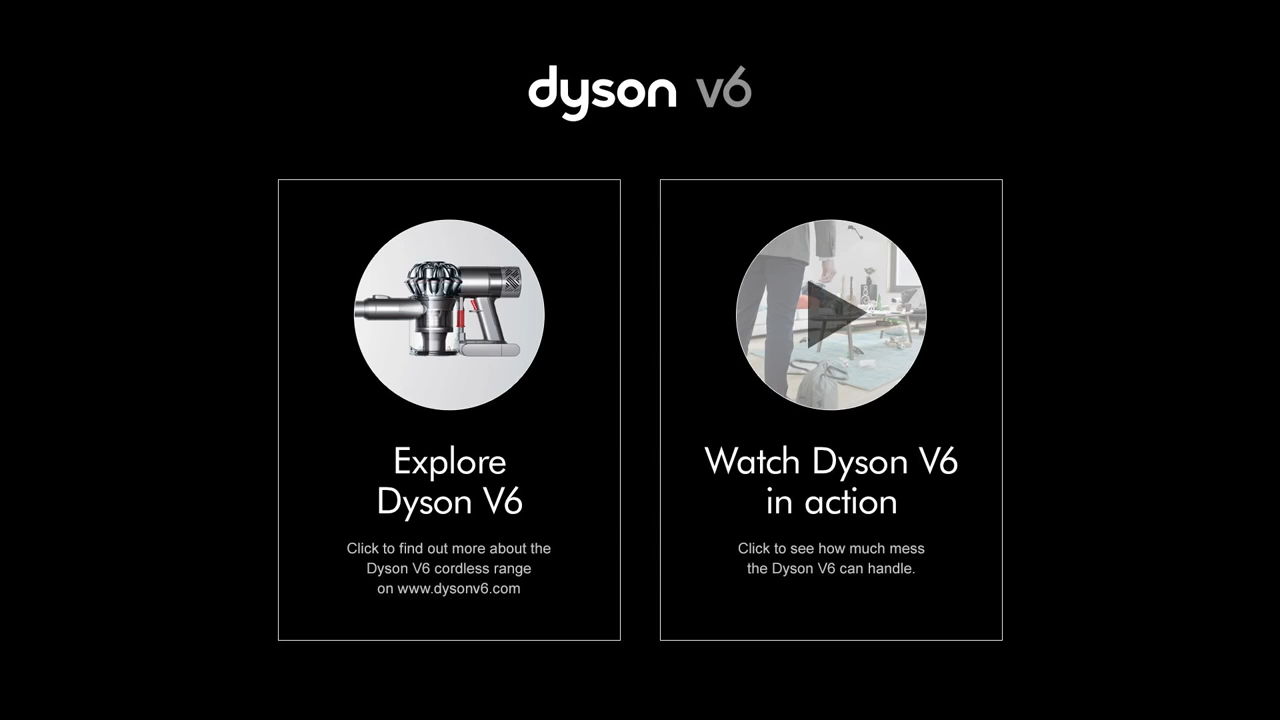 dyson v6
Explore
Dyson V6
Click to find out more about the
Dyson V6 cordless range
on www.dysonv6.com
Watch Dyson V6
in action
Click to see how much mess
the Dyson V6 can handle.